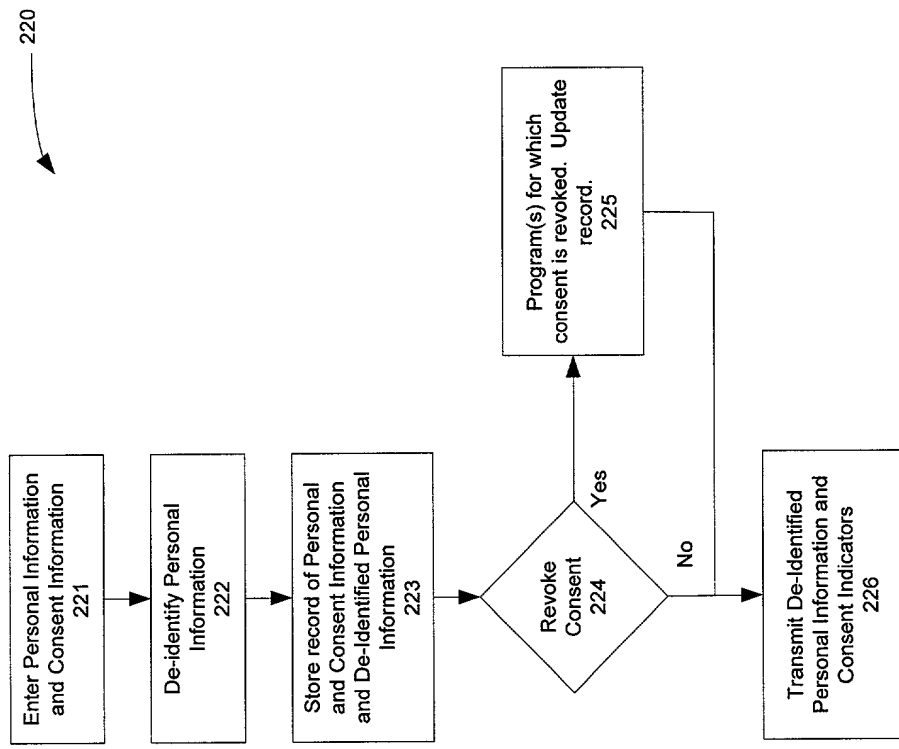 220
Enter Personal Information
and Consent Information
221
De-identify Personal
Information
222
Store record of Personal
and Consent Information
and De-Identified Personal
Information
223
Revoke
Consent
224
Yes
No
Program(s) for which
consent is revoked. Update
record.
225
Transmit De-Identified
Personal Information and
Consent Indicators
226